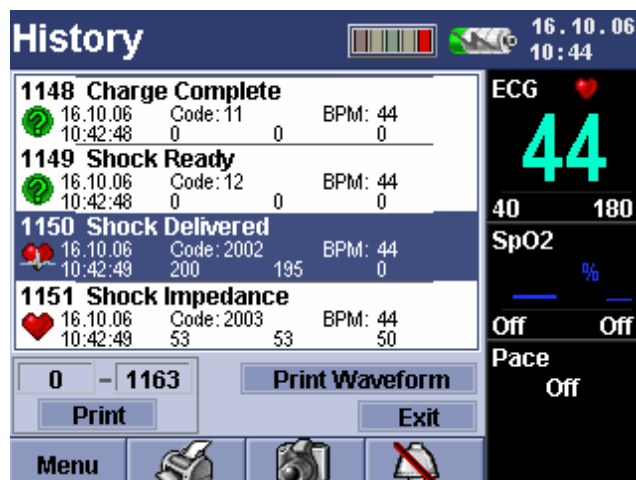 History
16.10.06
10:44
1148 Charge Complete
16.10.06 Code: 11 BPM: 44
10:42:48 0 0 0
1149 Shock Ready
16.10.06 Code: 12 BPM: 44
10:42:48 0 0 0
1150 Shock Delivered
16.10.06 Code: 2002 BPM: 44
10:42:49 200 195 0
1151 Shock Impedance
16.10.06 Code: 2003 BPM: 44
10:42:49 53 53 50
0 - 1163
Print Waveform
Print
Exit
Menu
ECG
44
40 180
SpO2
%
Off Off
Pace
Off